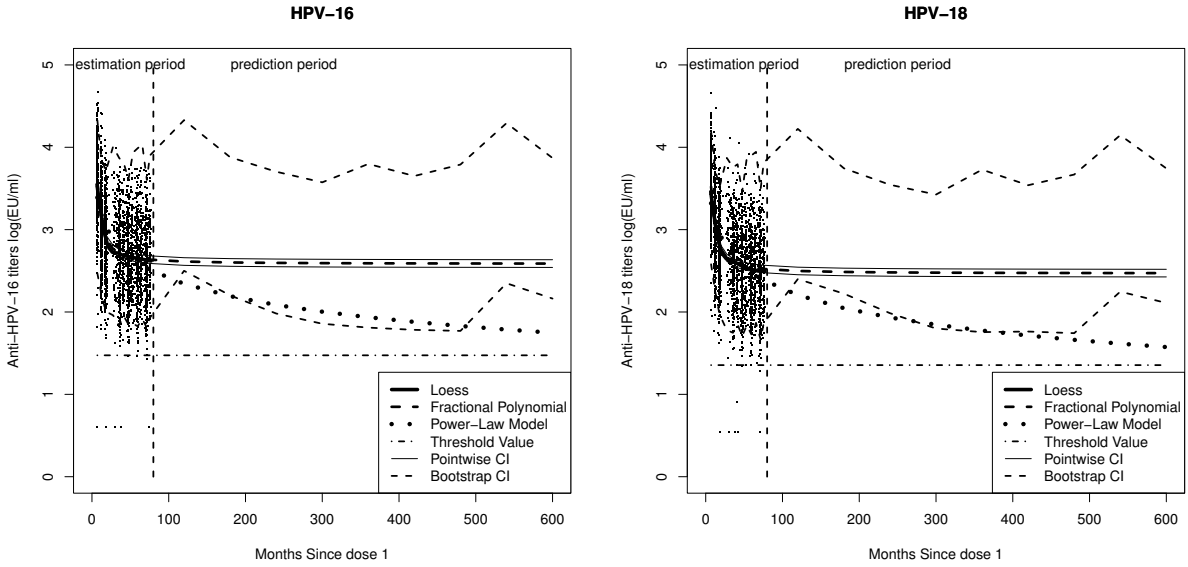 HPV−16
estimation period
prediction period
Anti−HPV−16 titers log(EU/ml)
5
4
3
2
1
0
Loess
Fractional Polynomial
Power−Law Model
Threshold Value
Pointwise CI
Bootstrap CI
0 100 200 300 400 500 600
Months Since dose 1
HPV−18
estimation period
prediction period
Anti−HPV−18 titers log(EU/ml)
5
4
3
2
1
0
Loess
Fractional Polynomial
Power−Law Model
Threshold Value
Pointwise CI
Bootstrap CI
0 100 200 300 400 500 600
Months Since dose 1